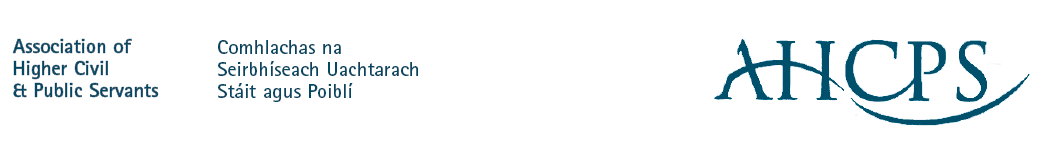 Association of
Higher Civil
& Public Servants
Comhlachas na
Seirbhíseach Uachtarach
Stáit agus Poiblí
AHCPS